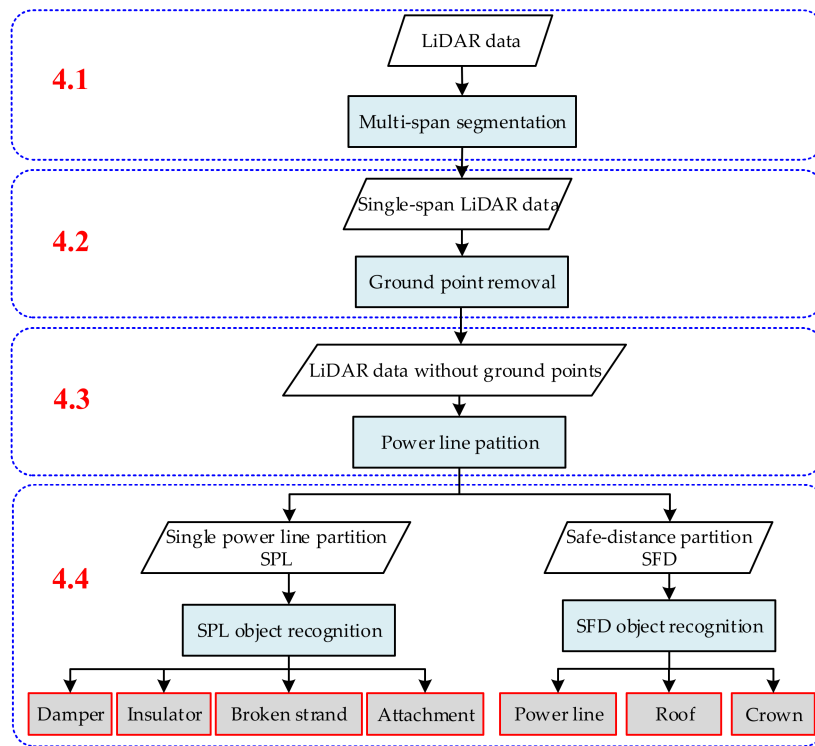 LiDAR data
4.1
Multi-span segmentation
Single-span LiDAR data
4.2
Ground point removal
LiDAR data without ground points
4.3
Power line patition
Single power line partition
SPL
Safe-distance partition
SFD
4.4
SPL object recognition
SFD object recognition
Damper
Insulator
Broken strand
Attachment
Power line
Roof
Crown